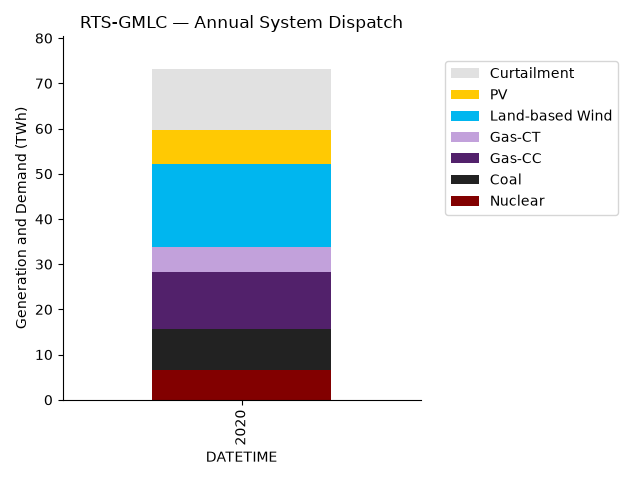 RTS-GMLC — Annual System Dispatch
Generation and Demand (TWh)
80
70
60
50
40
30
20
10
0
2020
DATETIME
Curtailment
PV
Land-based Wind
Gas-CT
Gas-CC
Coal
Nuclear